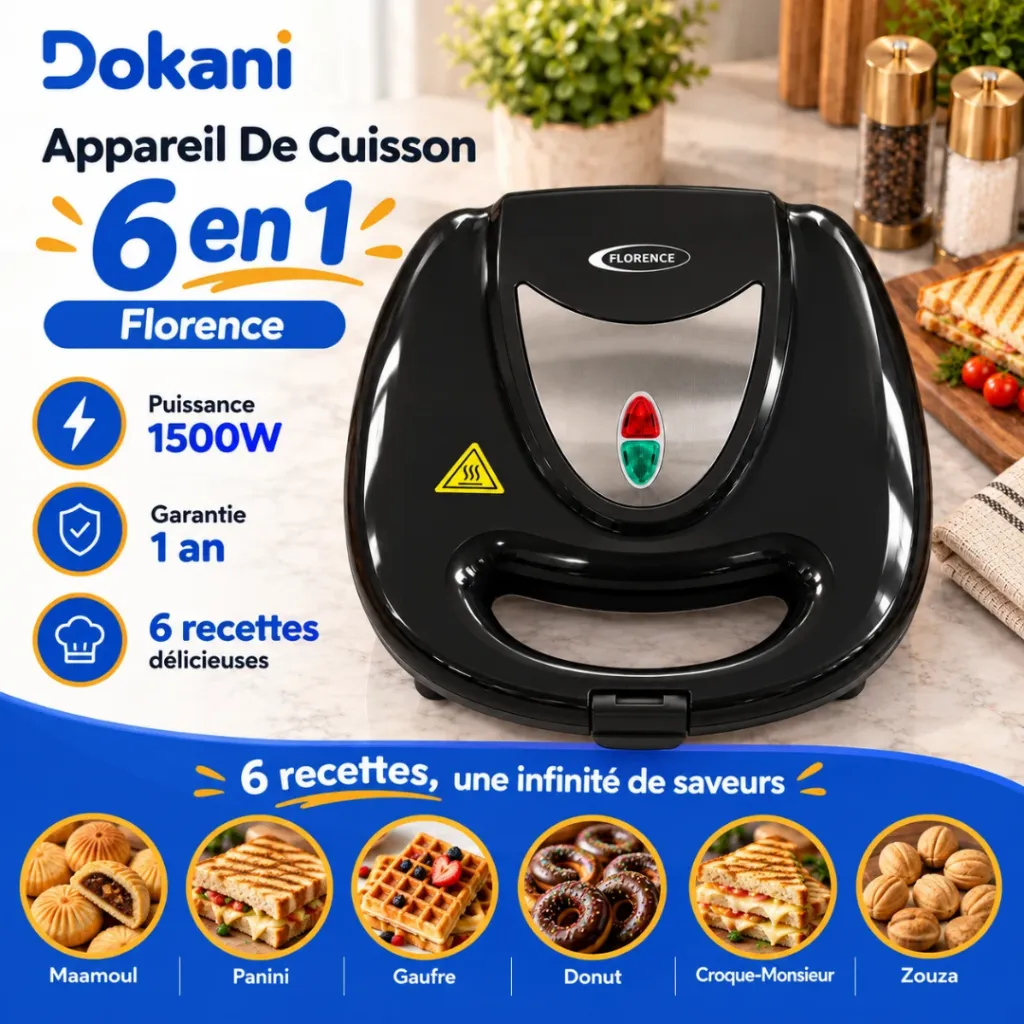 Dokani
Appareil De Cuisson
6 en 1
Florence
FLORENCE
Puissance
1500W
Garantie
1 an
6 recettes
délicieuses
6 recettes, une infinité de saveurs
Maamoul
Panini
Gaufre
Donut
Croque-Monsieur
Zouza